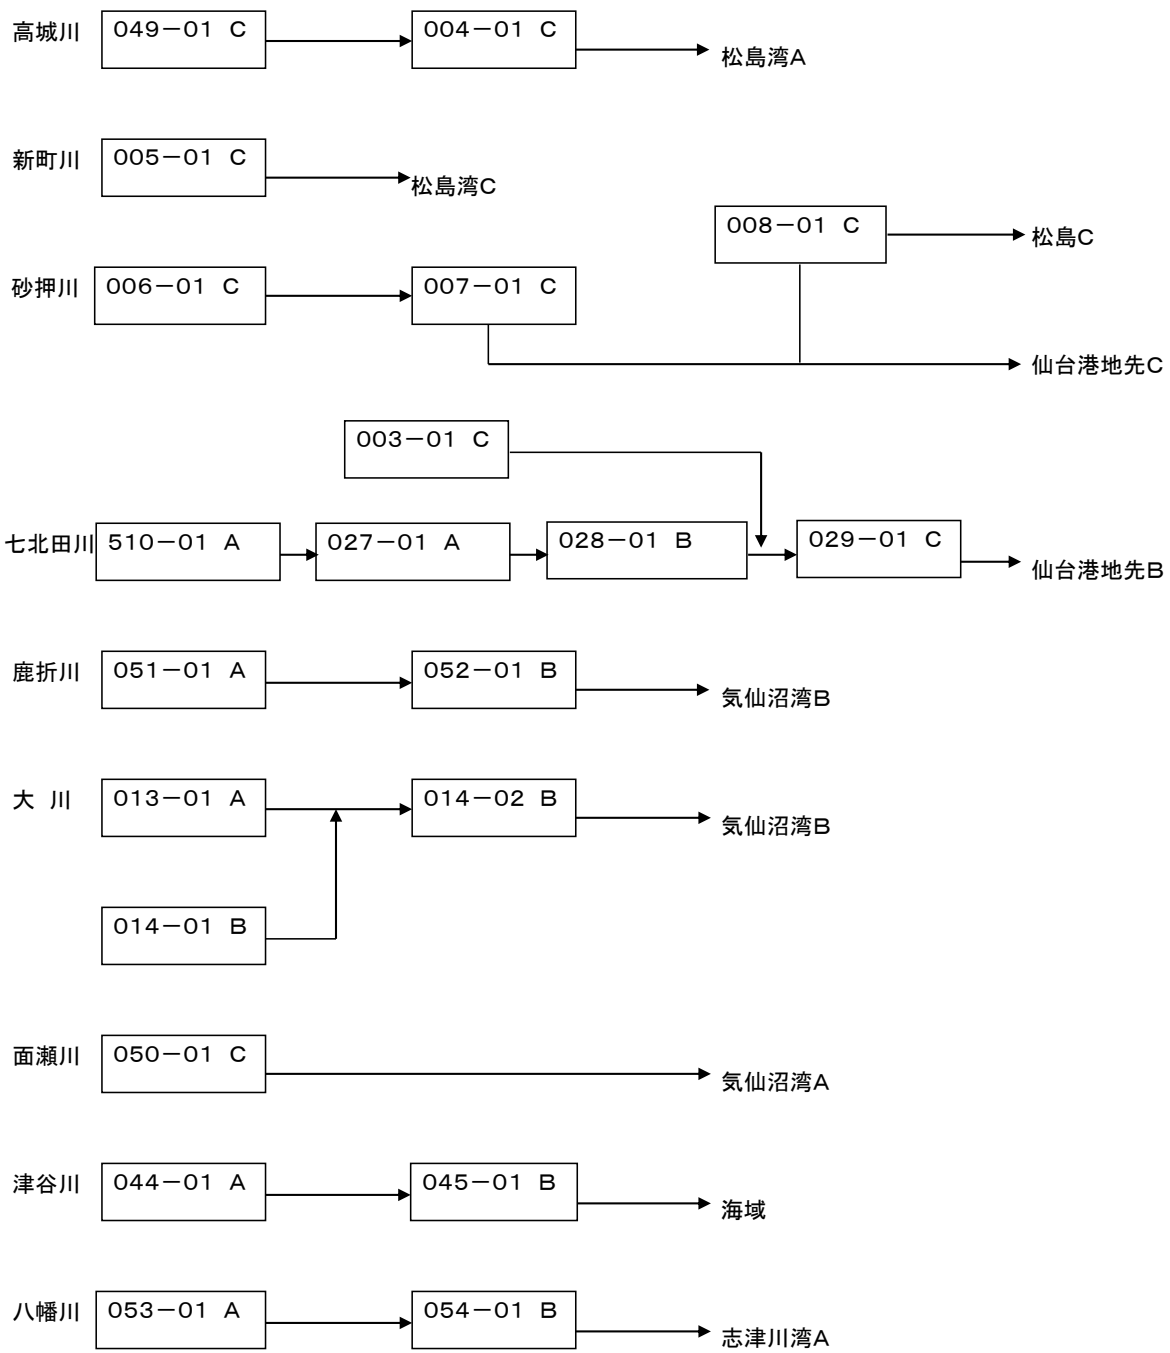 高城川 049－01 C 004－01 C
松島湾A
新町川 005－01 C
松島湾C
008－01 C 松島C
砂押川 006－01 C 007－01 C
仙台港地先C
003－01 C
七北田川 510－01 A 027－01 A 028－01 B 029－01 C
仙台港地先B
鹿折川 051－01 A 052－01 B
気仙沼湾B
大 川 013－01 A 014－02 B
気仙沼湾B
014－01 B
面瀬川 050－01 C
気仙沼湾A
津谷川 044－01 A 045－01 B
海域
八幡川 053－01 A 054－01 B
志津川湾A